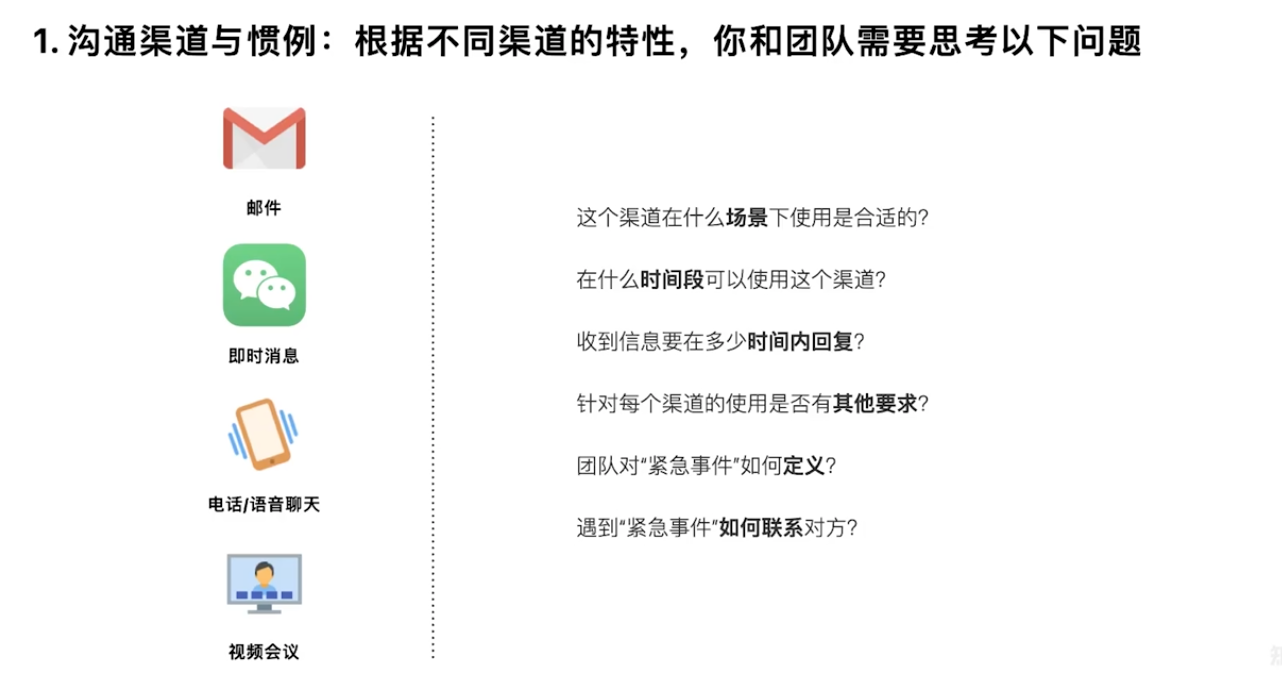 1. 沟通渠道与惯例：根据不同渠道的特性，你和团队需要思考以下问题
邮件
即时消息
电话/语音聊天
视频会议
这个渠道在什么场景下使用是合适的？
在什么时间段可以使用这个渠道？
收到信息要在多少时间内回复？
针对每个渠道的使用是否有其他要求？
团队对“紧急事件”如何定义？
遇到“紧急事件”如何联系对方？